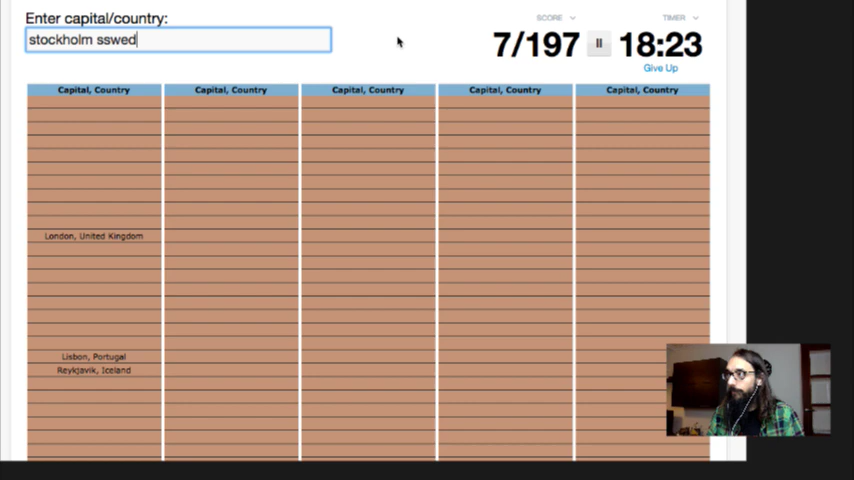 Enter capital/country:
SCORE
TIMER
stockholm sswed
7/197
18:23
Give Up
Capital, Country
Capital, Country
Capital, Country
Capital, Country
Capital, Country
London, United Kingdom
Lisbon, Portugal
Reykjavik, Iceland